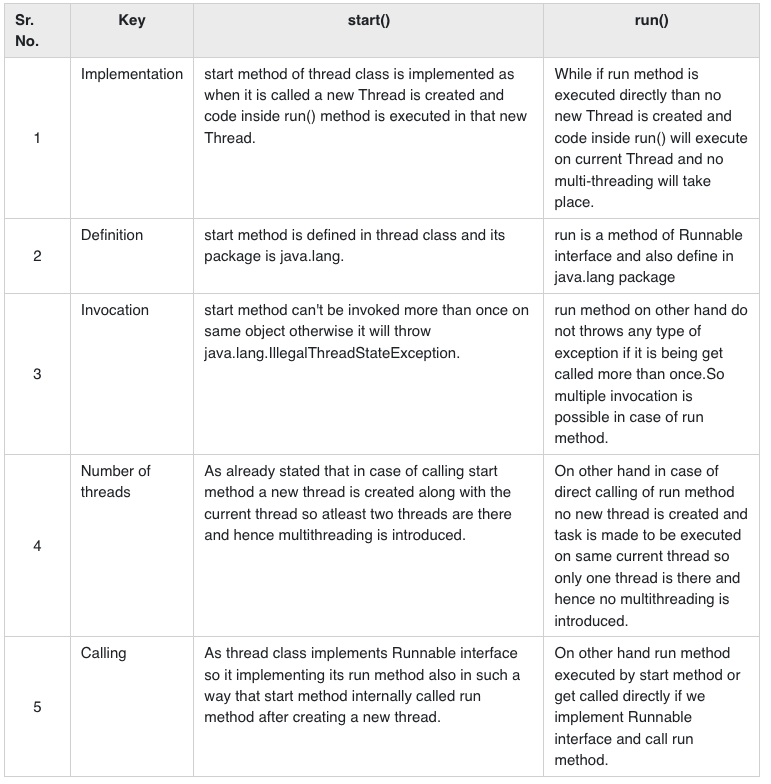 Sr.
No.
Key
start()
run()
1
Implementation
start method of thread class is implemented as
when it is called a new Thread is created and
code inside run() method is executed in that new
Thread.
While if run method is
executed directly than no
new Thread is created and
code inside run() will execute
on current Thread and no
multi-threading will take
place.
2
Definition
start method is defined in thread class and its
package is java.lang.
run is a method of Runnable
interface and also define in
java.lang package
3
Invocation
start method can't be invoked more than once on
same object otherwise it will throw
java.lang.IllegalThreadStateException.
run method on other hand do
not throws any type of
exception if it is being get
called more than once.So
multiple invocation is
possible in case of run
method.
4
Number of
threads
As already stated that in case of calling start
method a new thread is created along with the
current thread so atleast two threads are there
and hence multithreading is introduced.
On other hand in case of
direct calling of run method
no new thread is created and
task is made to be executed
on same current thread so
only one thread is there and
hence no multithreading is
introduced.
5
Calling
As thread class implements Runnable interface
so it implementing its run method also in such a
way that start method internally called run
method after creating a new thread.
On other hand run method
executed by start method or
get called directly if we
implement Runnable
interface and call run
method.